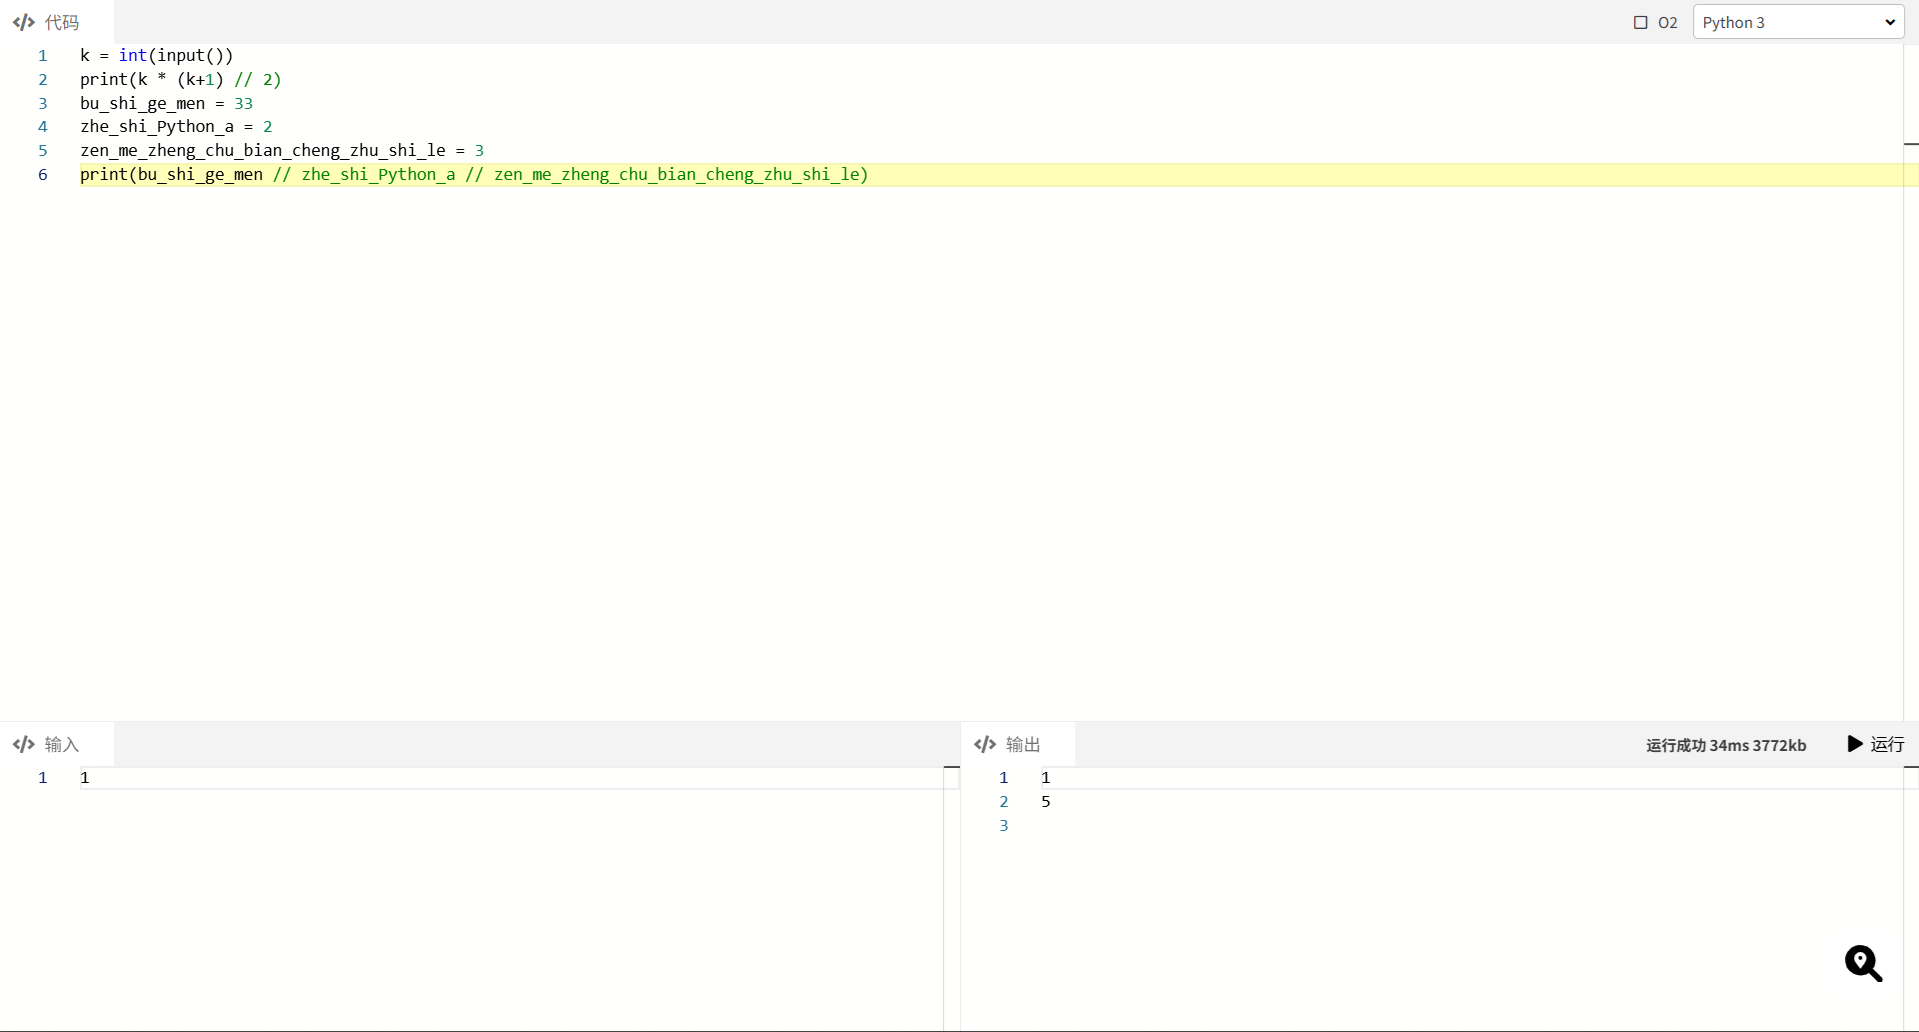 </> 代码
O2 Python 3
1 k = int(input())
2 print(k * (k+1) // 2)
3 bu_shi_ge_men = 33
4 zhe_shi_Python_a = 2
5 zen_me_zheng_chu_bian_cheng_zhu_shi_le = 3
6 print(bu_shi_ge_men // zhe_shi_Python_a // zen_me_zheng_chu_bian_cheng_zhu_shi_le)
</> 输入
1 1
</> 输出 运行成功 34ms 3772kb 运行
1 1
2 5
3